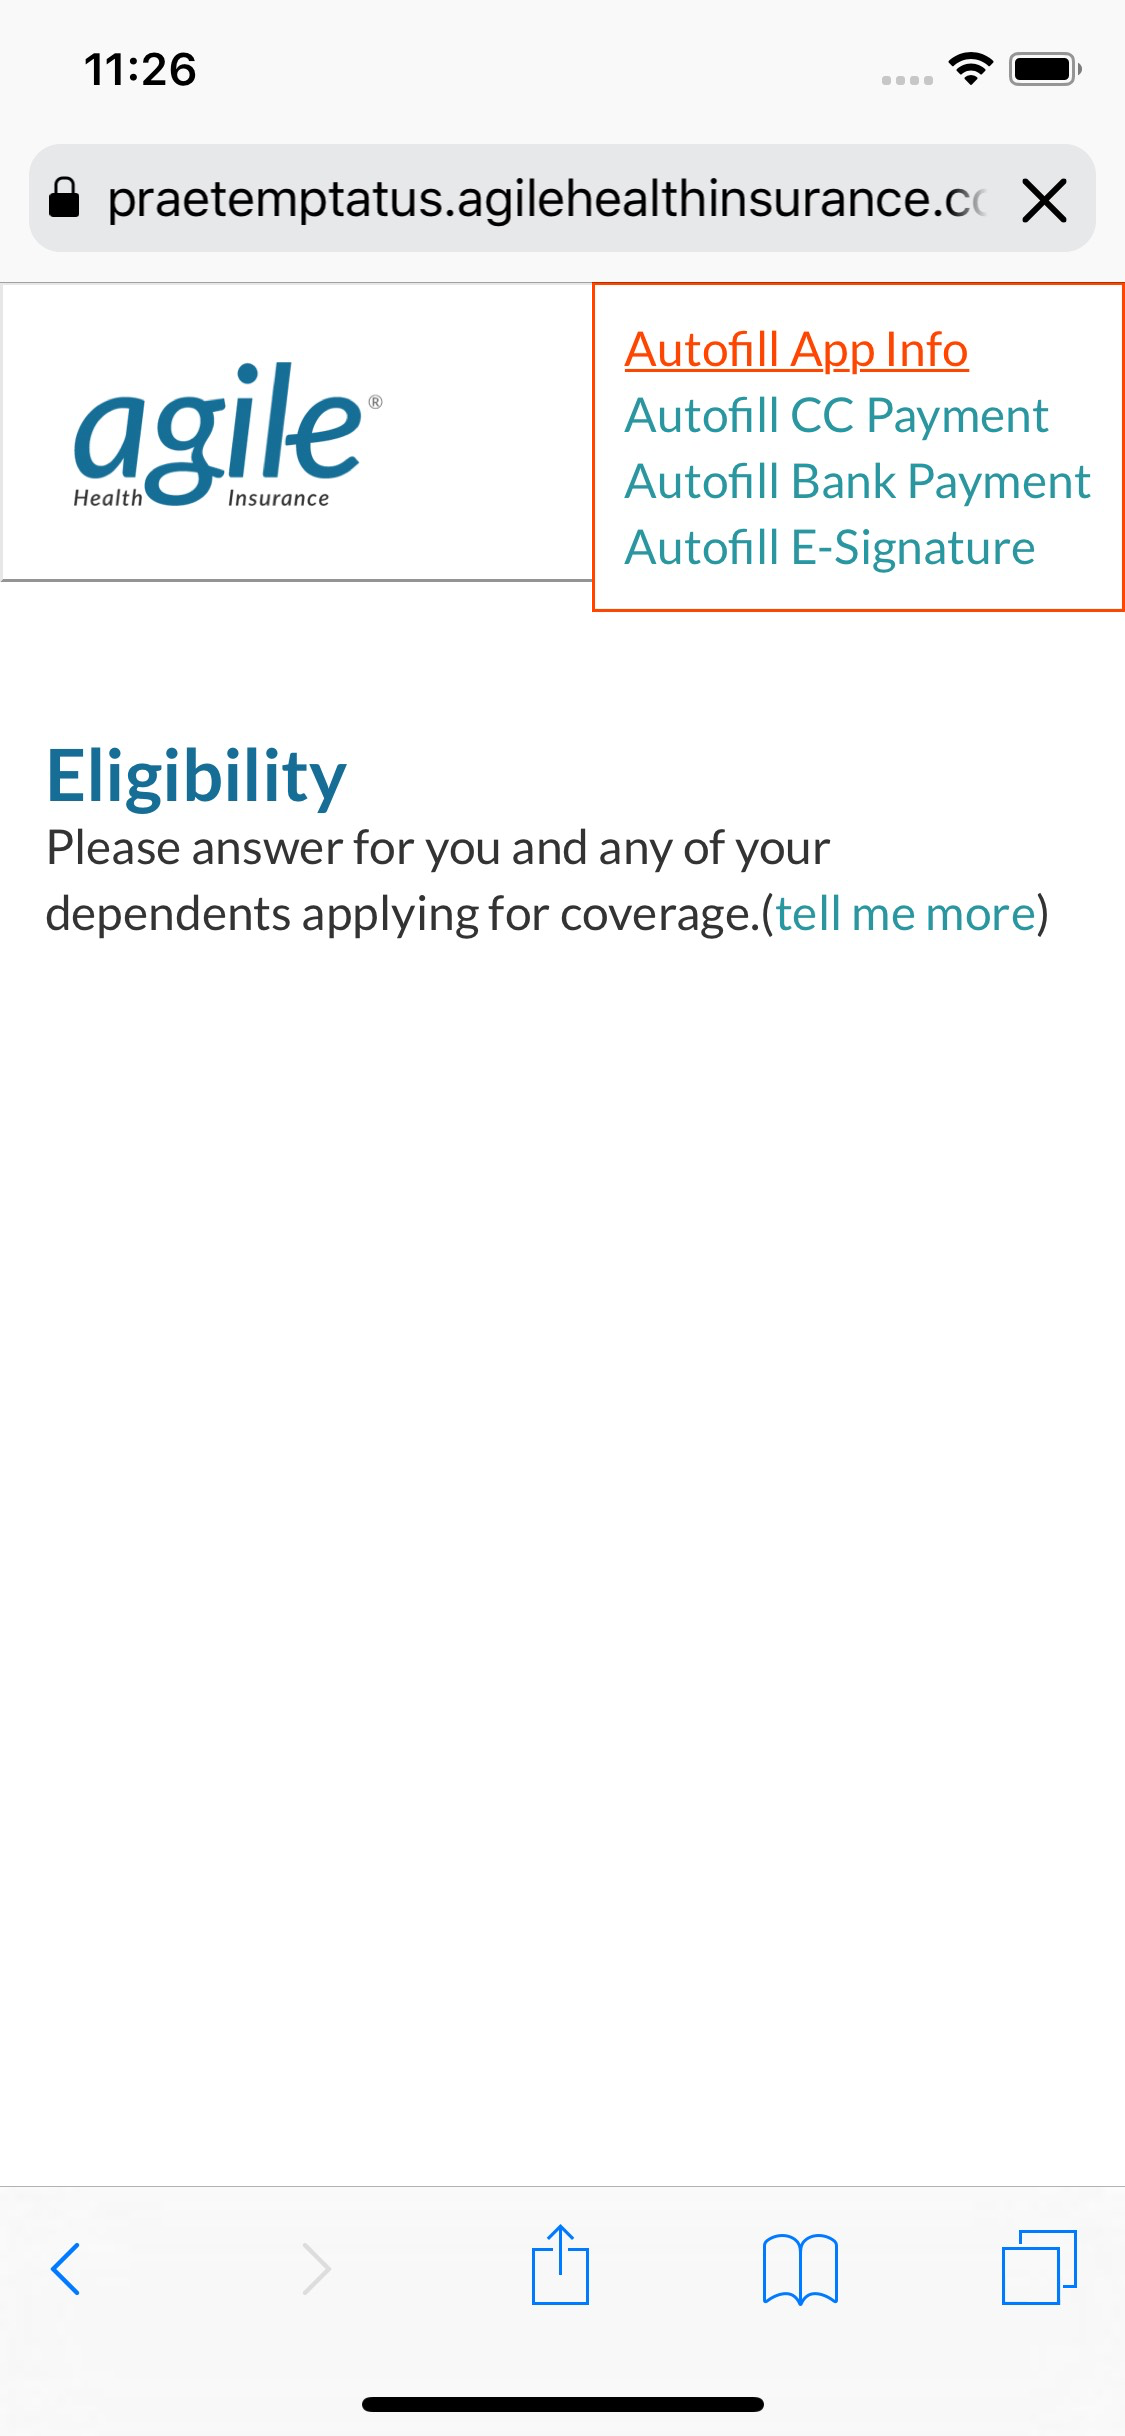 11:26
praetemptatus.agilehealthinsurance.c
agile®
Health Insurance
Autofill App Info
Autofill CC Payment
Autofill Bank Payment
Autofill E-Signature
Eligibility
Please answer for you and any of your
dependents applying for coverage.(tell me more)